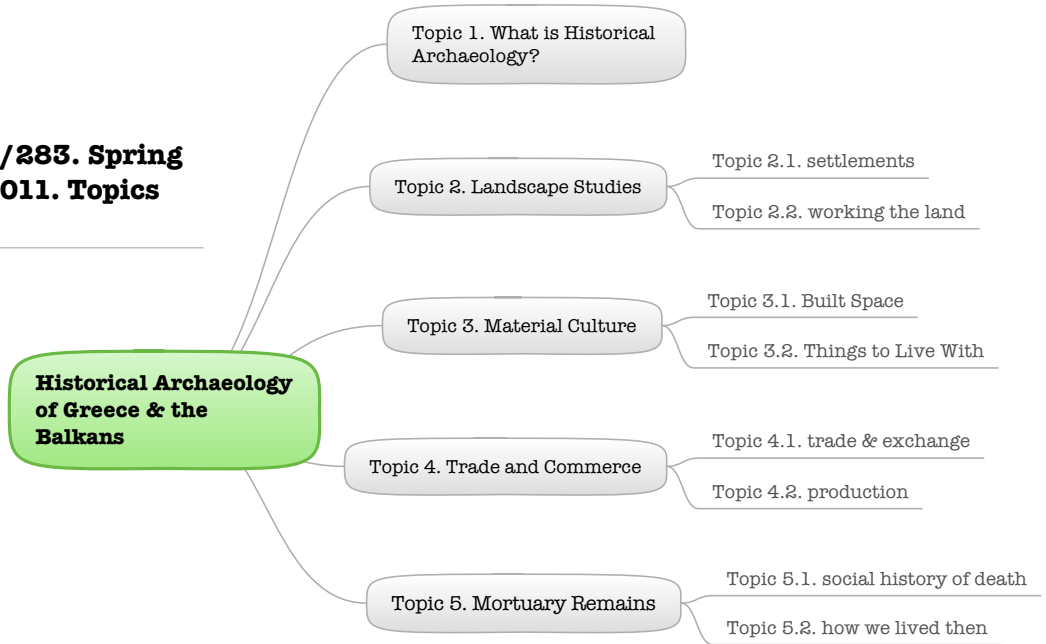 /283. Spring
011. Topics
Historical Archaeology
of Greece & the
Balkans
Topic 1. What is Historical
Archaeology?
Topic 2. Landscape Studies
Topic 2.1. settlements
Topic 2.2. working the land
Topic 3. Material Culture
Topic 3.1. Built Space
Topic 3.2. Things to Live With
Topic 4. Trade and Commerce
Topic 4.1. trade & exchange
Topic 4.2. production
Topic 5. Mortuary Remains
Topic 5.1. social history of death
Topic 5.2. how we lived then